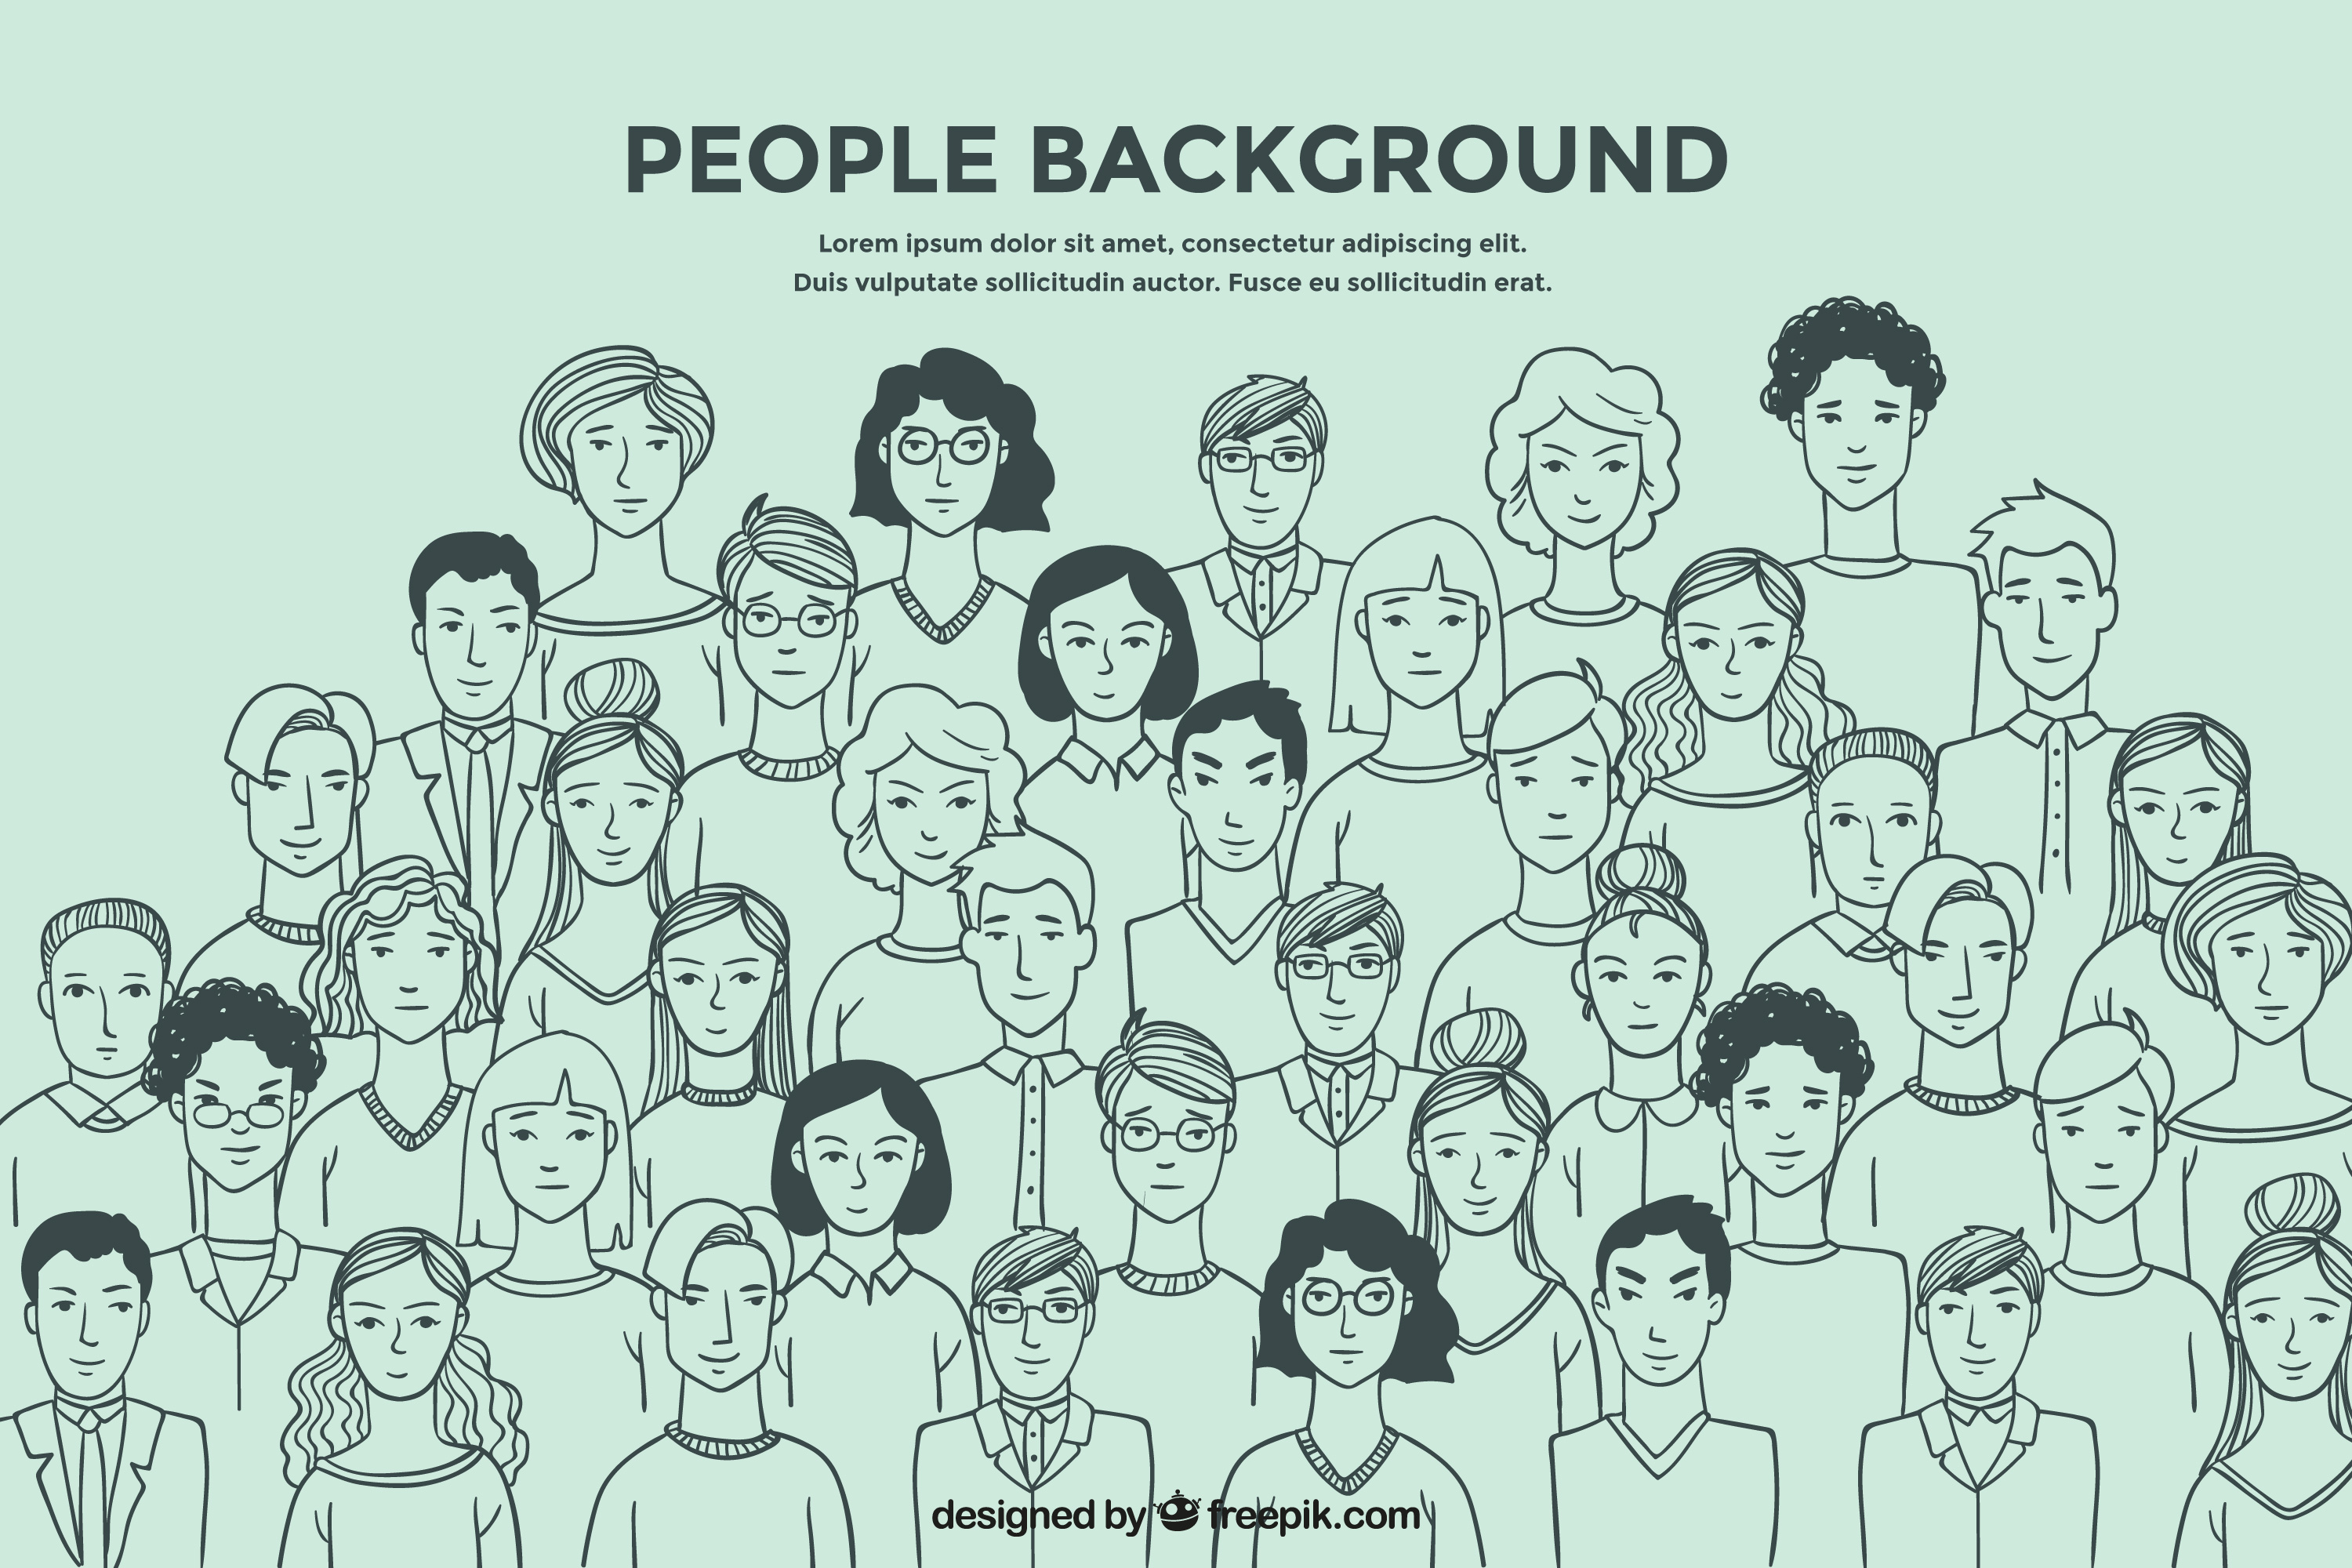 PEOPLE BACKGROUND
Lorem ipsum dolor sit amet, consectetur adipiscing elit.
Duis vulputate sollicitudin auctor. Fusce eu sollicitudin erat.
designed by freepik.com